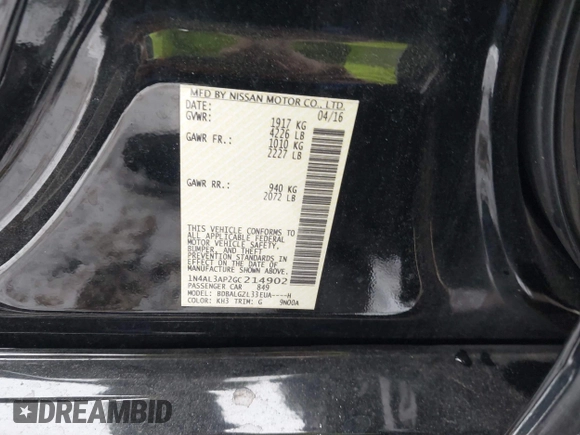 MFD BY NISSAN MOTOR CO., LTD.
DATE: 04/16
GVWR: 1917 KG
4226 LB
GAWR FR.: 1010 KG
2227 LB
GAWR RR.: 940 KG
2072 LB
THIS VEHICLE CONFORMS TO
ALL APPLICABLE FEDERAL
MOTOR VEHICLE SAFETY,
BUMPER, AND THEFT
PREVENTION STANDARDS
IN EFFECT ON THE DATE OF
MANUFACTURE SHOWN ABOVE.
1N4AL3AP2GC214902
PASSENGER CAR 849
MODEL: BDBALGZL33EUA----H
COLOR: KH3 TRIM: G 9N00A
DREAMBID